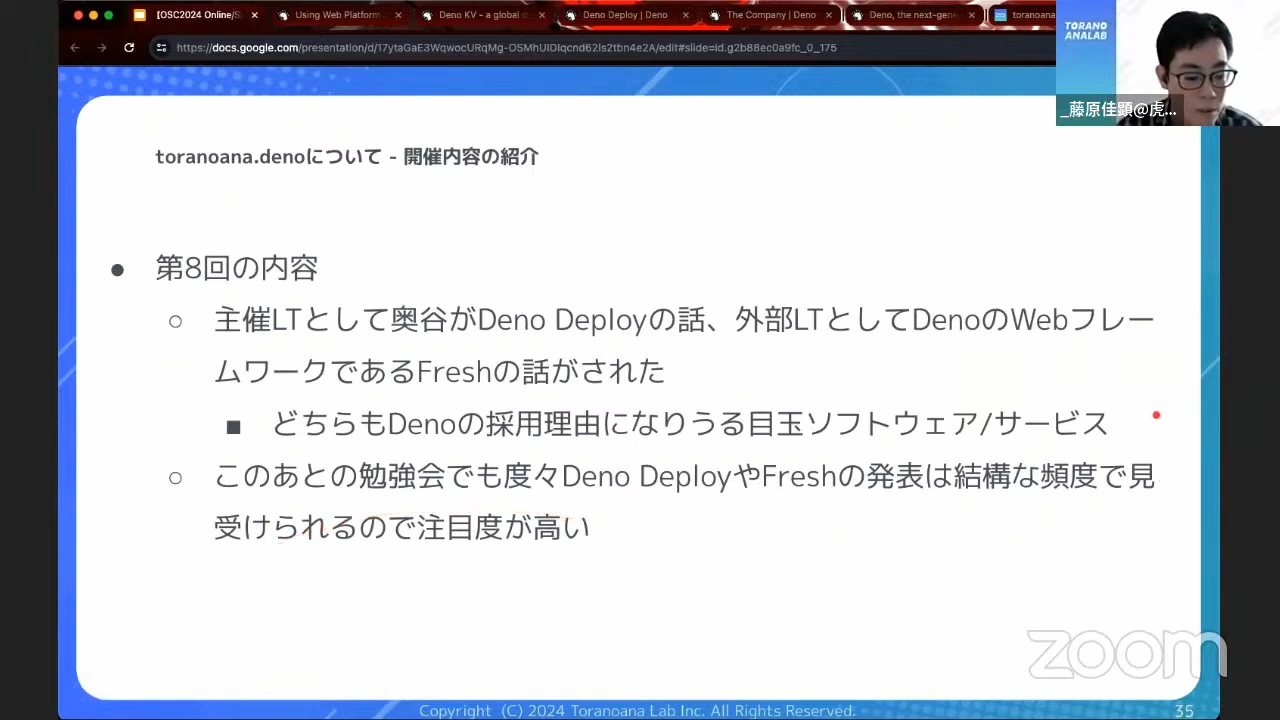 [OSC2024 Online/S
Using Web Platform
Deno KV - a global d
Deno Deploy | Deno
The Company | Deno
Deno, the next-gene
toranoana
https://docs.google.com/presentation/d/17ytaGaE3WqwocURqMg-OSMhUIDIqcnd62Is2tbn4e2A/edit#slide=id.g2b88ec0a9fc_0_175
TORANO
ANALAB
_藤原佳顕@虎...
toranoana.denoについて - 開催内容の紹介
● 第8回の内容
○ 主催LTとして奥谷がDeno Deployの話、外部LTとしてDenoのWebフレー
ムワークであるFreshの話がされた
■ どちらもDenoの採用理由になりうる目玉ソフトウェア/サービス
○ このあとの勉強会でも度々Deno DeployやFreshの発表は結構な頻度で見
受けられるので注目度が高い
zoom
Copyright (C) 2024 Toranoana Lab Inc. All Rights Reserved.
35